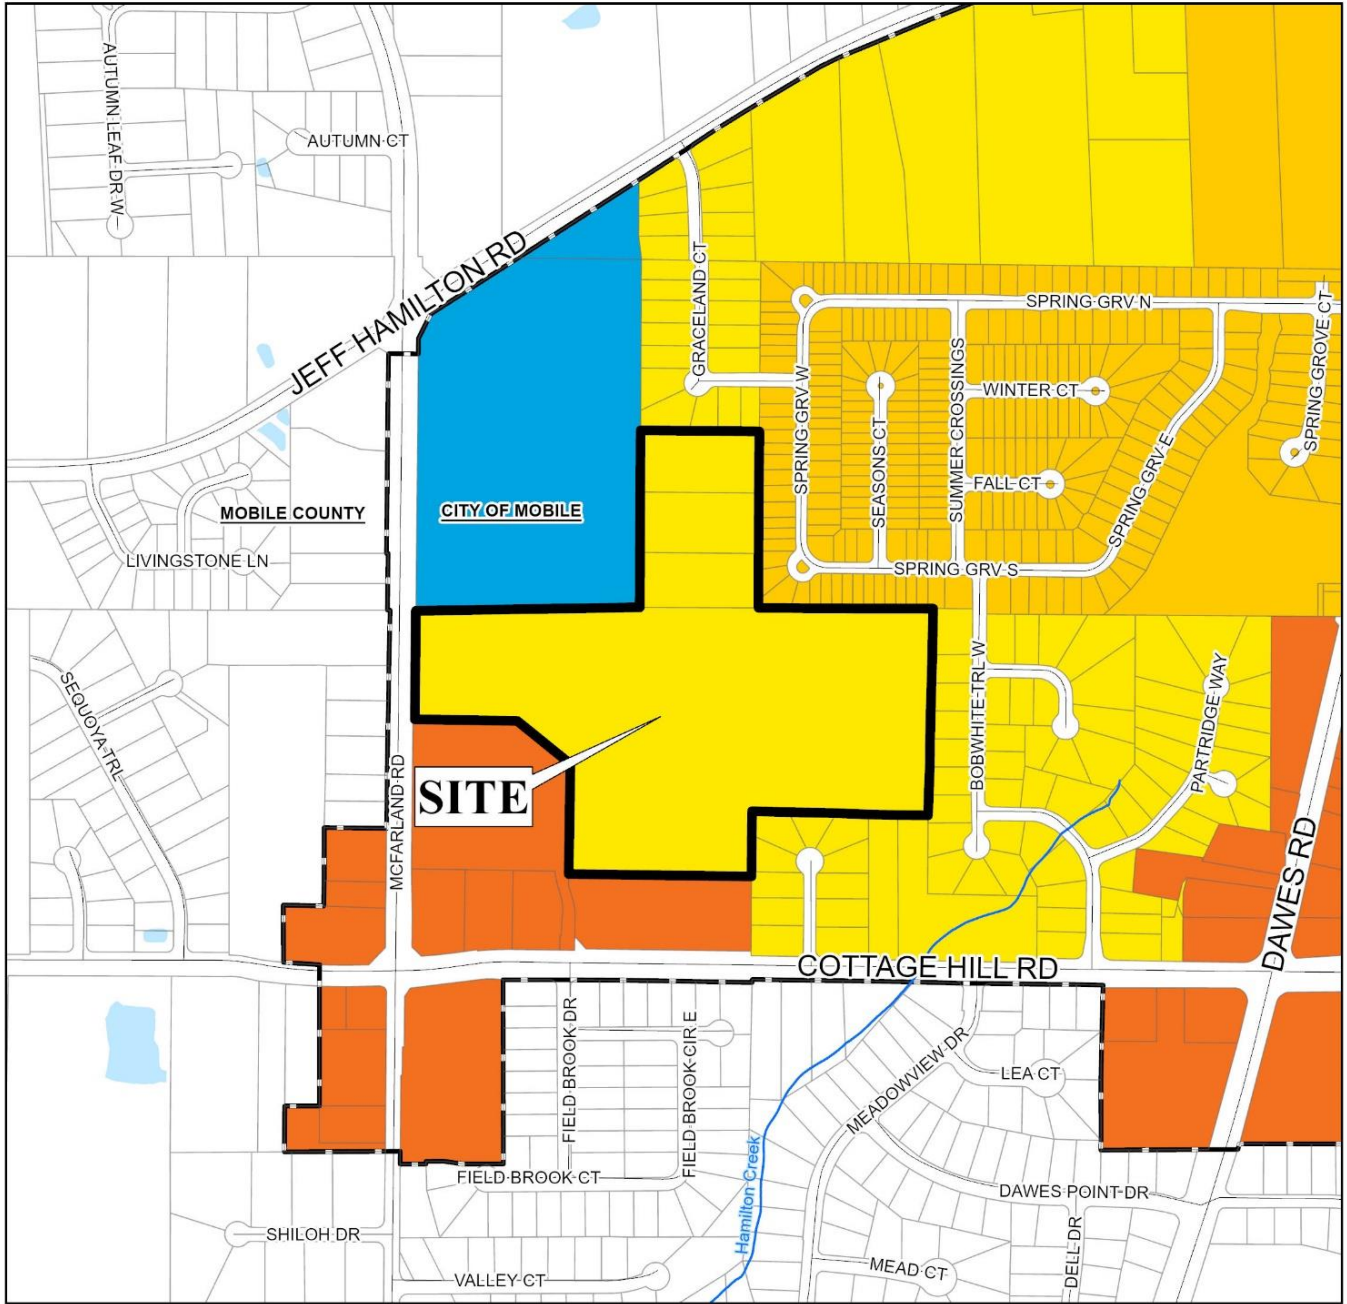 AUTUMN LEAF DR W
AUTUMN CT
JEFF HAMILTON RD
GRACELAND CT
SPRING GRV N
SPRING GROVE CT
SPRING GRV W
SEASONS CT
SUMMER CROSSINGS
WINTER CT
FALL CT
SPRING GRV E
SPRING GRV S
MOBILE COUNTY
CITY OF MOBILE
LIVINGSTONE LN
SEQUOYA TRL
MCFARLAND RD
SITE
BOBWHITE TRL W
PARTRIDGE WAY
DAWES RD
COTTAGE HILL RD
FIELD BROOK DR
FIELD BROOK CIR E
MEADOWVIEW DR
LEA CT
FIELD BROOK CT
Hamilton Creek
DAWES POINT DR
SHILOH DR
DELL DR
MEAD CT
VALLEY CT